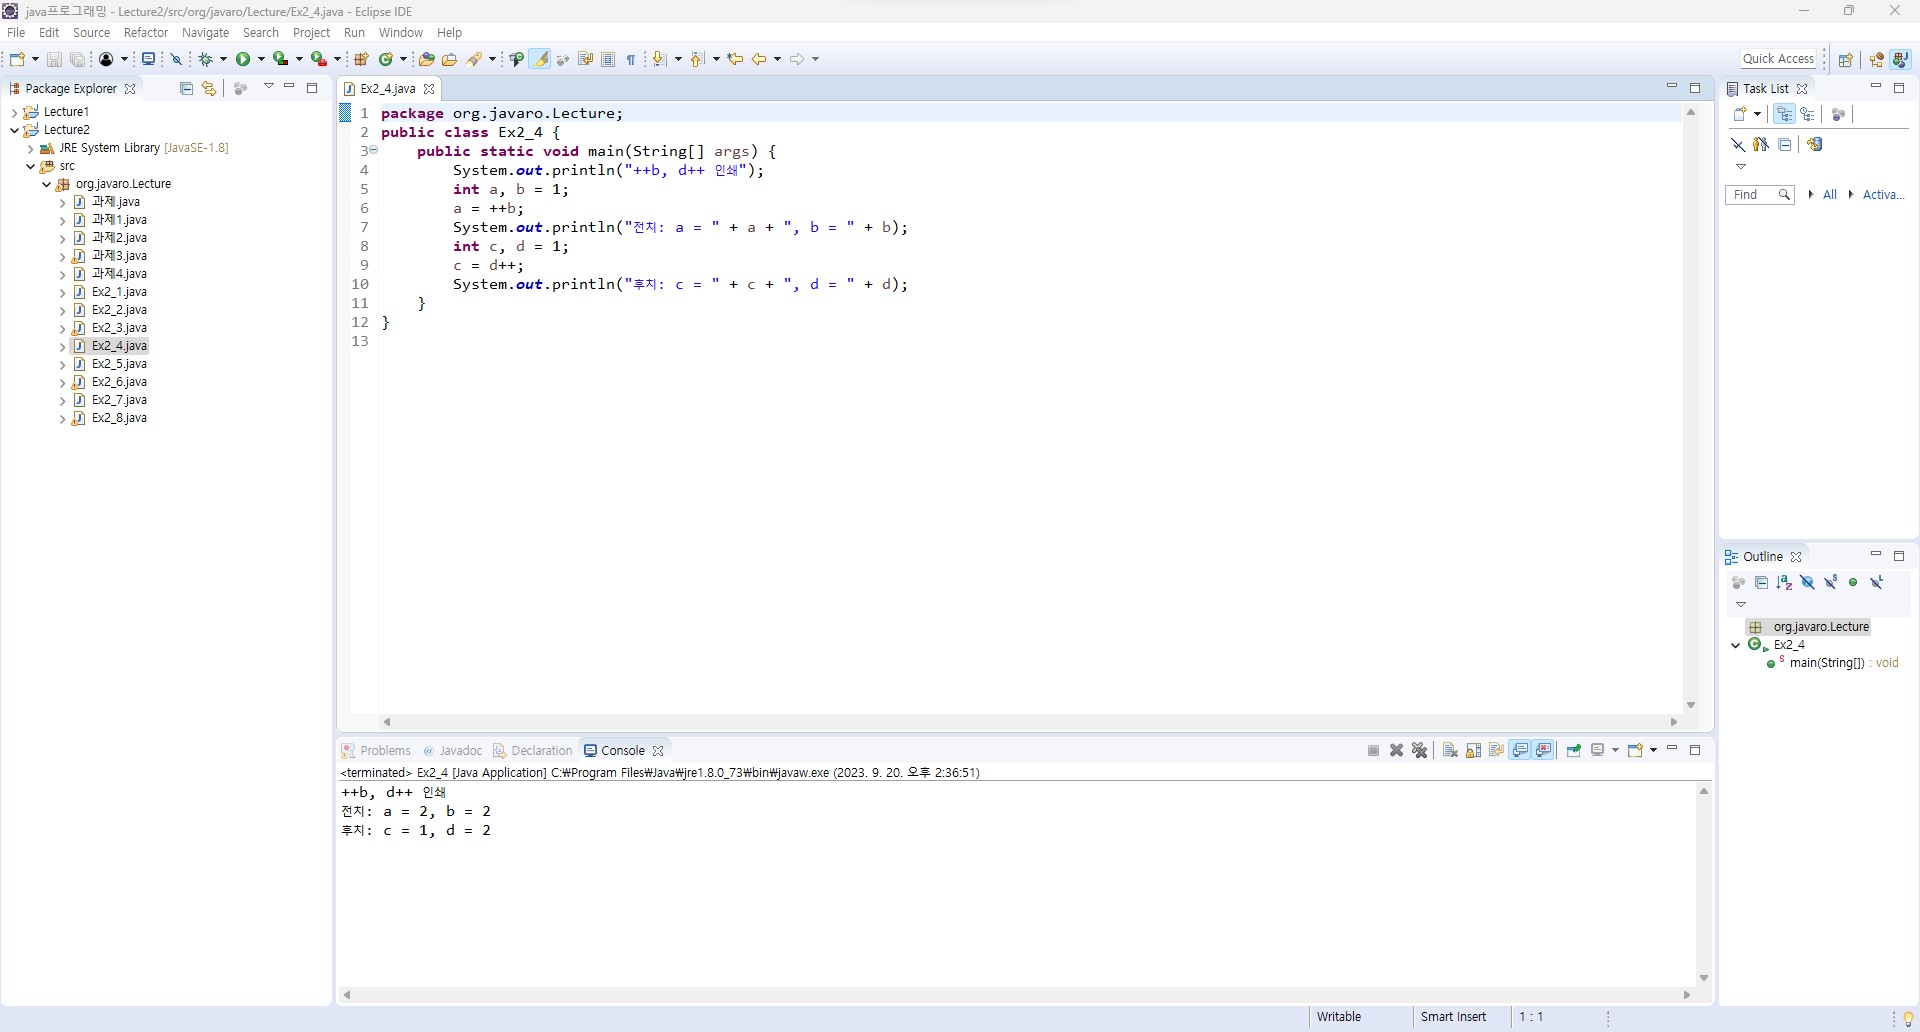 java프로그래밍 - Lecture2/src/org/javaro/Lecture/Ex2_4.java - Eclipse IDE
File Edit Source Refactor Navigate Search Project Run Window Help
Quick Access
Package Explorer
Lecture1
Lecture2
JRE System Library [JavaSE-1.8]
src
org.javaro.Lecture
과제.java
과제1.java
과제2.java
과제3.java
과제4.java
Ex2_1.java
Ex2_2.java
Ex2_3.java
Ex2_4.java
Ex2_5.java
Ex2_6.java
Ex2_7.java
Ex2_8.java
Ex2_4.java
1 package org.javaro.Lecture;
2 public class Ex2_4 {
3 public static void main(String[] args) {
4 System.out.println("++b, d++ 인쇄");
5 int a, b = 1;
6 a = ++b;
7 System.out.println("전치: a = " + a + ", b = " + b);
8 int c, d = 1;
9 c = d++;
10 System.out.println("후치: c = " + c + ", d = " + d);
11 }
12 }
13
Problems @ Javadoc Declaration Console
<terminated> Ex2_4 [Java Application] C:₩Program Files₩Java₩jre1.8.0_73₩bin₩javaw.exe (2023. 9. 20. 오후 2:36:51)
++b, d++ 인쇄
전치: a = 2, b = 2
후치: c = 1, d = 2
Task List
Find All Activa...
Outline
org.javaro.Lecture
Ex2_4
main(String[]) : void
Writable Smart Insert 1 : 1